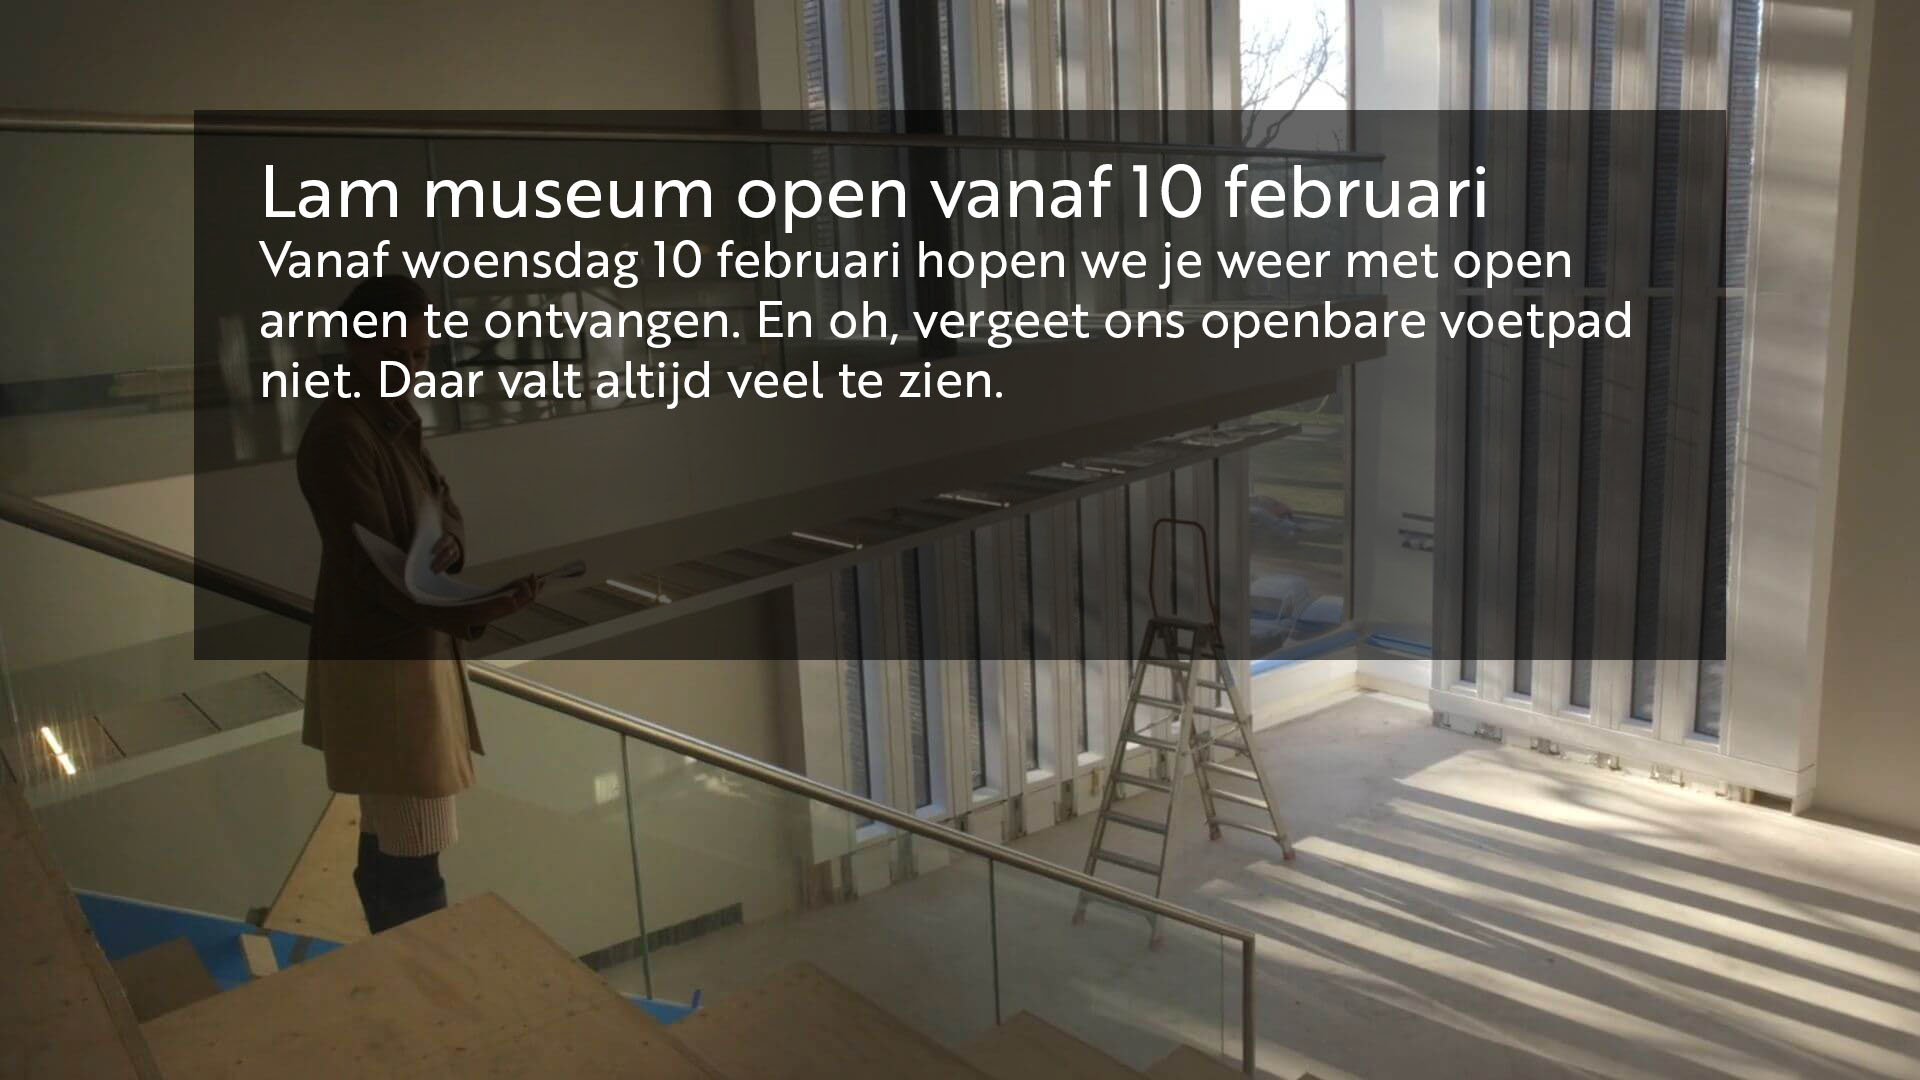 Lam museum open vanaf 10 februari
Vanaf woensdag 10 februari hopen we je weer met open
armen te ontvangen. En oh, vergeet ons openbare voetpad
niet. Daar valt altijd veel te zien.